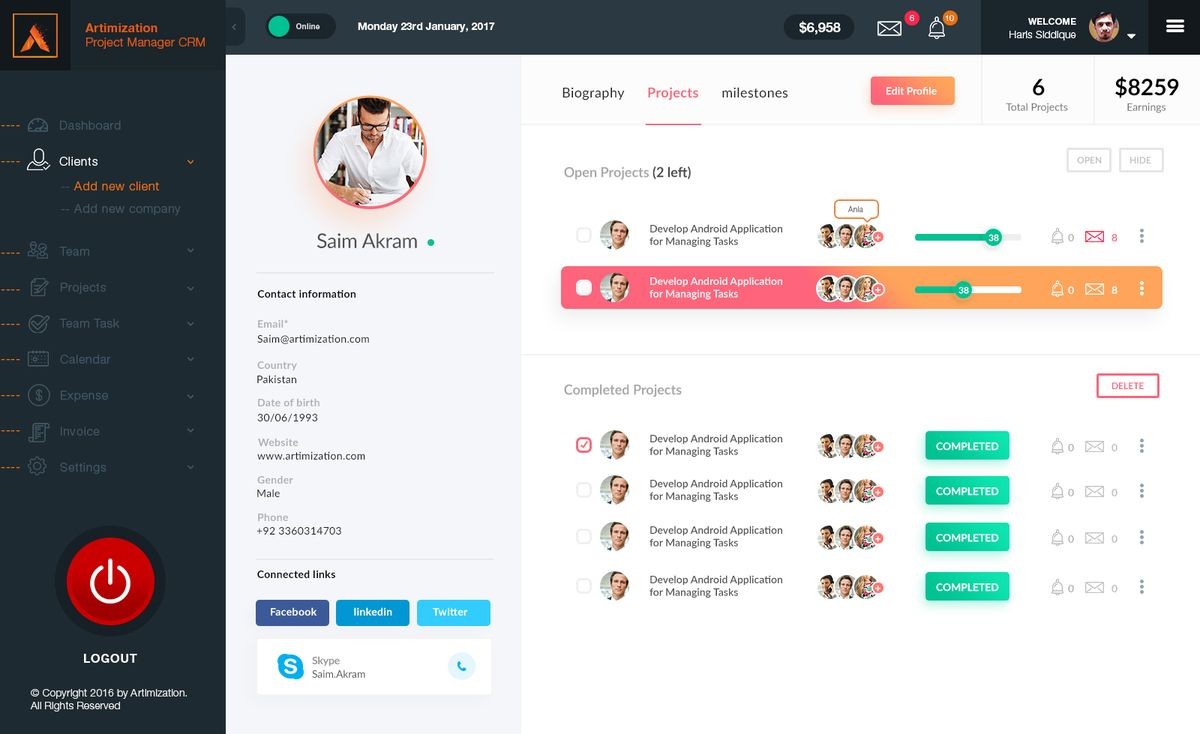 Artimization
Project Manager CRM
Online
Monday 23rd January, 2017
$6,958
6
10
WELCOME
Haris Siddique
Dashboard
Clients
-- Add new client
-- Add new company
Team
Projects
Team Task
Calendar
Expense
Invoice
Settings
LOGOUT
© Copyright 2016 by Artimization.
All Rights Reserved
Saim Akram
Contact information
Email*
Saim@artimization.com
Country
Pakistan
Date of birth
30/06/1993
Website
www.artimization.com
Gender
Male
Phone
+92 3360314703
Connected links
Facebook
linkedin
Twitter
Skype
Saim.Akram
Biography
Projects
milestones
Edit Profile
6
Total Projects
$8259
Earnings
Open Projects (2 left)
OPEN
HIDE
Ania
Develop Android Application
for Managing Tasks
38
0
8
Develop Android Application
for Managing Tasks
38
0
8
Completed Projects
DELETE
Develop Android Application
for Managing Tasks
COMPLETED
0
0
Develop Android Application
for Managing Tasks
COMPLETED
0
0
Develop Android Application
for Managing Tasks
COMPLETED
0
0
Develop Android Application
for Managing Tasks
COMPLETED
0
0